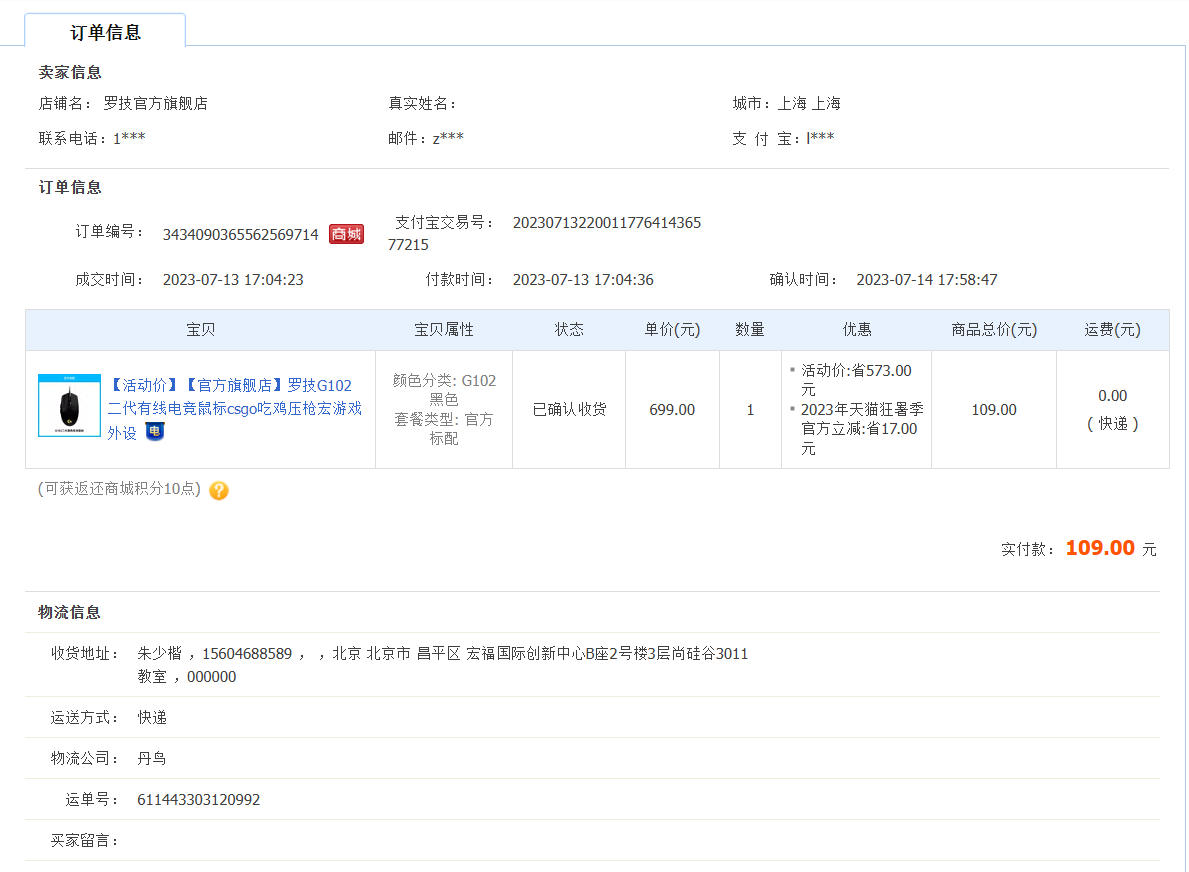 订单信息
卖家信息
店铺名： 罗技官方旗舰店
真实姓名：
城市：上海 上海
联系电话：1***
邮件：z***
支 付 宝：l***
订单信息
订单编号： 3434090365562569714 商城
支付宝交易号： 20230713220011776414365
77215
成交时间： 2023-07-13 17:04:23
付款时间： 2023-07-13 17:04:36
确认时间： 2023-07-14 17:58:47
宝贝 宝贝属性 状态 单价(元) 数量 优惠 商品总价(元) 运费(元)
【活动价】【官方旗舰店】罗技G102
二代有线电竞鼠标csgo吃鸡压枪宏游戏
外设 电
颜色分类: G102
黑色
套餐类型: 官方
标配
已确认收货
699.00
1
▪ 活动价:省573.00
元
▪ 2023年天猫狂暑季
官方立减:省17.00
元
109.00
0.00
( 快递 )
(可获返还商城积分10点) ?
实付款： 109.00 元
物流信息
收货地址： 朱少楷 ，15604688589 ， ，北京 北京市 昌平区 宏福国际创新中心B座2号楼3层尚硅谷3011
教室 ，000000
运送方式： 快递
物流公司： 丹鸟
运单号： 611443303120992
买家留言：